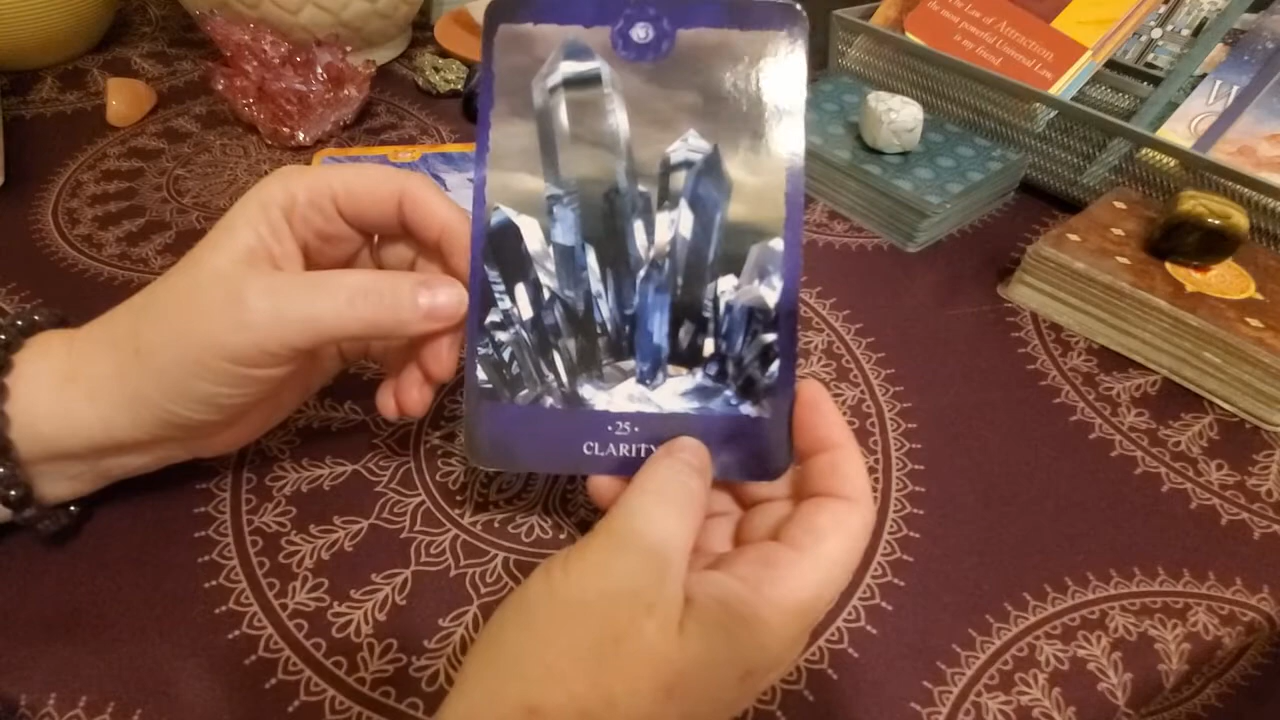 The Law of Attraction,
the most powerful Universal Law,
is my friend.
·25·
CLARITY